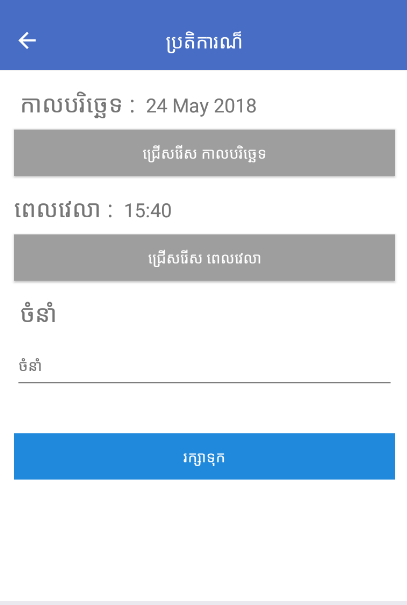 ប្រតិការណ៏
កាលបរិច្ឆេទ : 24 May 2018
ជ្រើសរើស កាលបរិច្ឆេទ
ពេលវេលា : 15:40
ជ្រើសរើស ពេលវេលា
ចំនាំ
ចំនាំ
រក្សាទុក